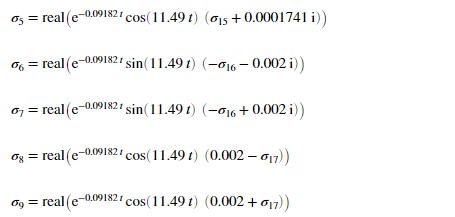 σ₅ = real(e^(-0.09182 t) cos(11.49 t) (σ₁₅ + 0.0001741 i))
σ₆ = real(e^(-0.09182 t) sin(11.49 t) (-σ₁₆ - 0.002 i))
σ₇ = real(e^(-0.09182 t) sin(11.49 t) (-σ₁₆ + 0.002 i))
σ₈ = real(e^(-0.09182 t) cos(11.49 t) (0.002 - σ₁₇))
σ₉ = real(e^(-0.09182 t) cos(11.49 t) (0.002 + σ₁₇))